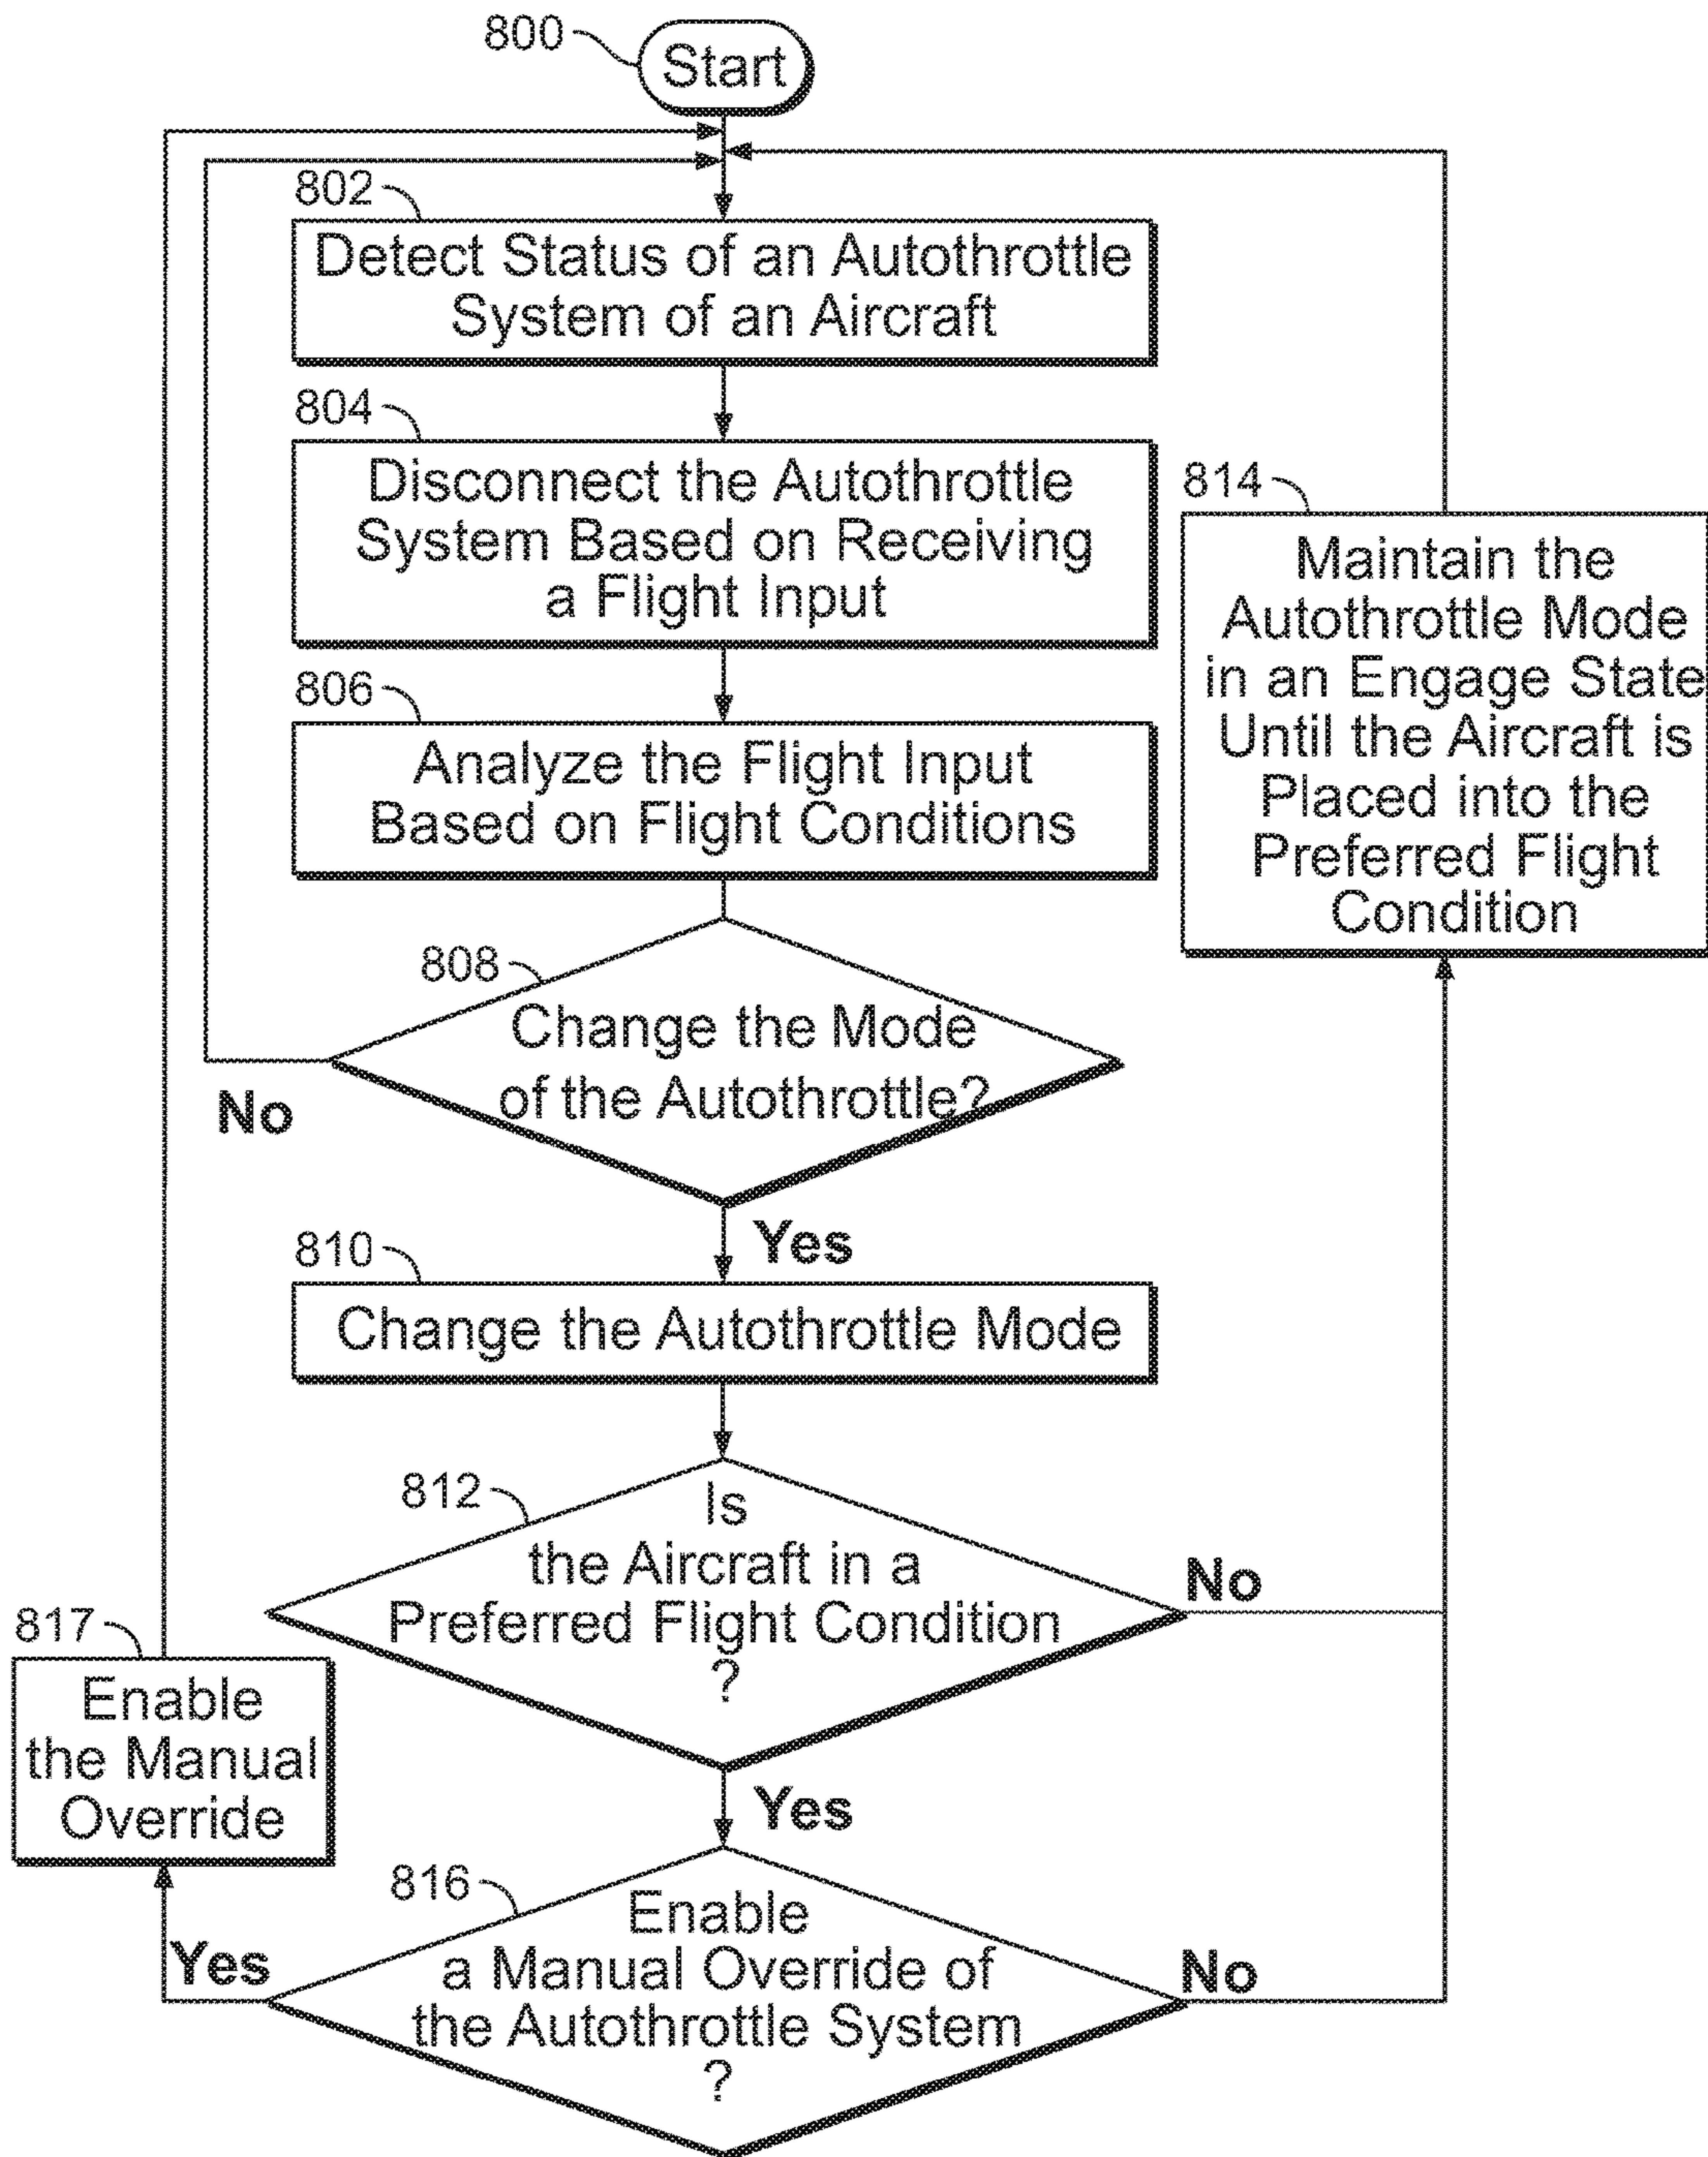 800
Start
802
Detect Status of an Autothrottle
System of an Aircraft
804
Disconnect the Autothrottle
System Based on Receiving
a Flight Input
806
Analyze the Flight Input
Based on Flight Conditions
808
Change the Mode
of the Autothrottle?
No
Yes
810
Change the Autothrottle Mode
812
Is
the Aircraft in a
Preferred Flight Condition
?
No
Yes
814
Maintain the
Autothrottle Mode
in an Engage State
Until the Aircraft is
Placed into the
Preferred Flight
Condition
816
Enable
a Manual Override of
the Autothrottle System
?
Yes
No
817
Enable
the Manual
Override